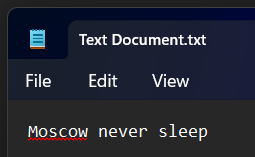 Text Document.txt
File Edit View
Moscow never sleep